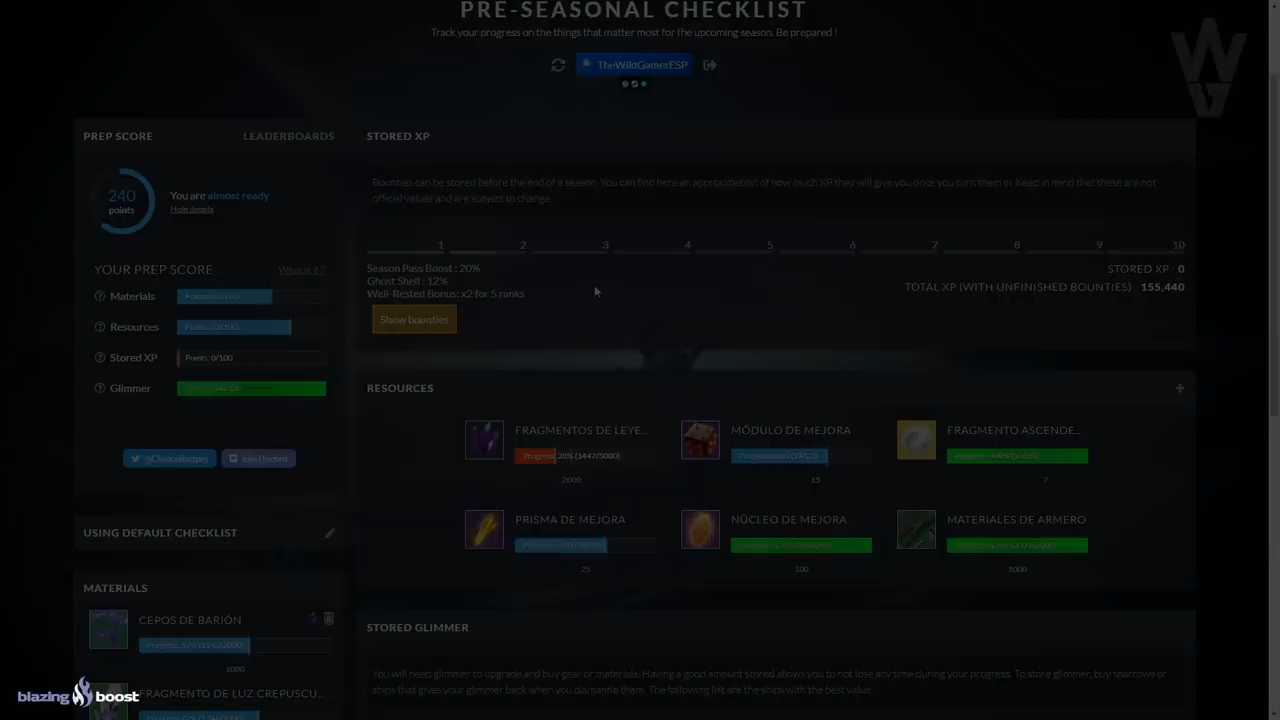 PRE-SEASONAL CHECKLIST
Track your progress on the things that matter most for the upcoming season. Be prepared !
TheWildGamerESP
PREP SCORE
LEADERBOARDS
240
points
You are almost ready
Hide details
YOUR PREP SCORE
What is it ?
Materials
Resources
Stored XP
Points: 0/100
Glimmer
@ChanceRecipes
Join Discord
USING DEFAULT CHECKLIST
MATERIALS
CEPOS DE BARIÓN
1000
FRAGMENTO DE LUZ CREPUSCU...
STORED XP
Bounties can be stored before the end of a season. You can find here an approximation of how much XP they will give you once you turn them in. Keep in mind that these are not
official values and are subject to change.
1 2 3 4 5 6 7 8 9 10
Season Pass Boost : 20%
Ghost Shell : 12%
Well-Rested Bonus: x2 for 5 ranks
STORED XP · 0
TOTAL XP (WITH UNFINISHED BOUNTIES) · 155,440
Show bounties
RESOURCES
FRAGMENTOS DE LEYE...
Progress: 28% (1447/5000)
2000
MÓDULO DE MEJORA
15
FRAGMENTO ASCENDE...
7
PRISMA DE MEJORA
25
NÚCLEO DE MEJORA
100
MATERIALES DE ARMERO
1000
STORED GLIMMER
You will need glimmer to upgrade and buy gear or materials. Having a good amount stored allows you to not lose any time during your progress. To store glimmer, buy sparrows or
ships that gives your glimmer back when you dismantle them. The following list are the ships with the best value.
blazing boost